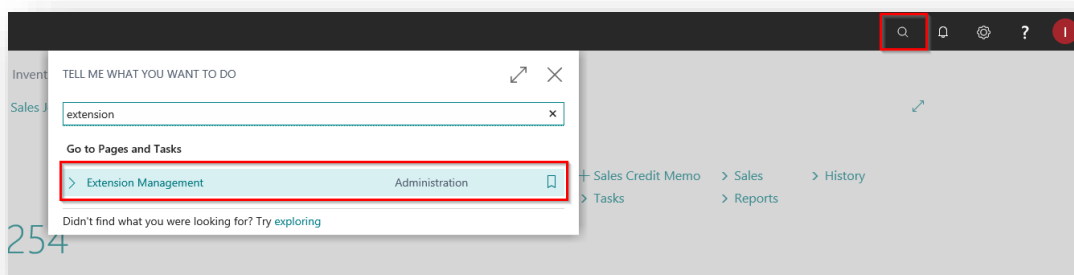 ?
I
Invent
TELL ME WHAT YOU WANT TO DO
Sales J
extension
Go to Pages and Tasks
Extension Management Administration
+ Sales Credit Memo > Sales > History
> Tasks > Reports
Didn't find what you were looking for? Try exploring
254